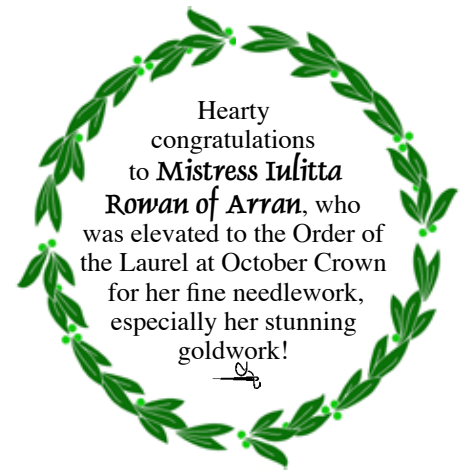 Hearty
congratulations
to Mistress Iulitta
Rowan of Arran, who
was elevated to the Order of
the Laurel at October Crown
for her fine needlework,
especially her stunning
goldwork!